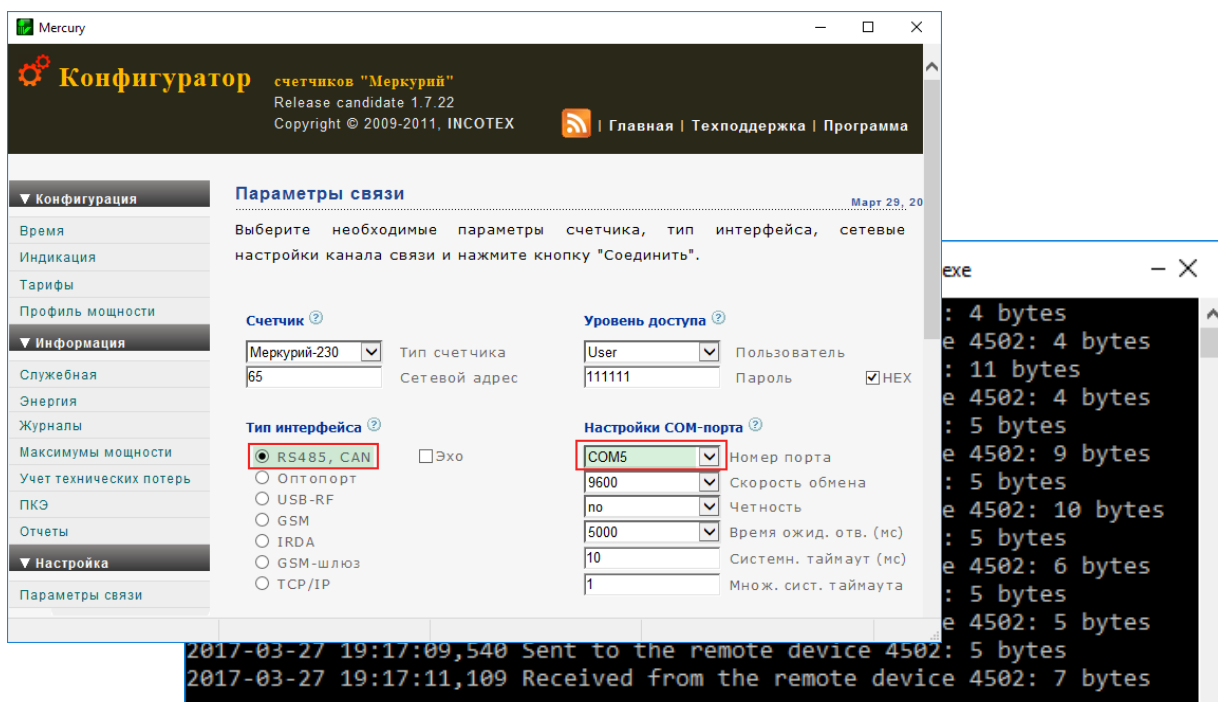 Mercury
Конфигуратор счетчиков "Меркурий"
Release candidate 1.7.22
Copyright © 2009-2011, INCOTEX
| Главная | Техподдержка | Программа
▼ Конфигурация
Время
Индикация
Тарифы
Профиль мощности
▼ Информация
Служебная
Энергия
Журналы
Максимумы мощности
Учет технических потерь
ПКЭ
Отчеты
▼ Настройка
Параметры связи
Параметры связи
Март 29, 20
Выберите необходимые параметры счетчика, тип интерфейса, сетевые
настройки канала связи и нажмите кнопку "Соединить".
Счетчик ?
Меркурий-230 Тип счетчика
65 Сетевой адрес
Уровень доступа ?
User Пользователь
111111 Пароль HEX
Тип интерфейса ?
RS485, CAN Эхо
Оптопорт
USB-RF
GSM
IRDA
GSM-шлюз
TCP/IP
Настройки COM-порта ?
COM5 Номер порта
9600 Скорость обмена
no Четность
5000 Время ожид. отв. (мс)
10 Системн. таймаут (мс)
1 Множ. сист. таймаута
exe
: 4 bytes
e 4502: 4 bytes
: 11 bytes
e 4502: 4 bytes
: 5 bytes
e 4502: 9 bytes
: 5 bytes
e 4502: 10 bytes
: 5 bytes
e 4502: 6 bytes
: 5 bytes
e 4502: 5 bytes
2017-03-27 19:17:09,540 Sent to the remote device 4502: 5 bytes
2017-03-27 19:17:11,109 Received from the remote device 4502: 7 bytes